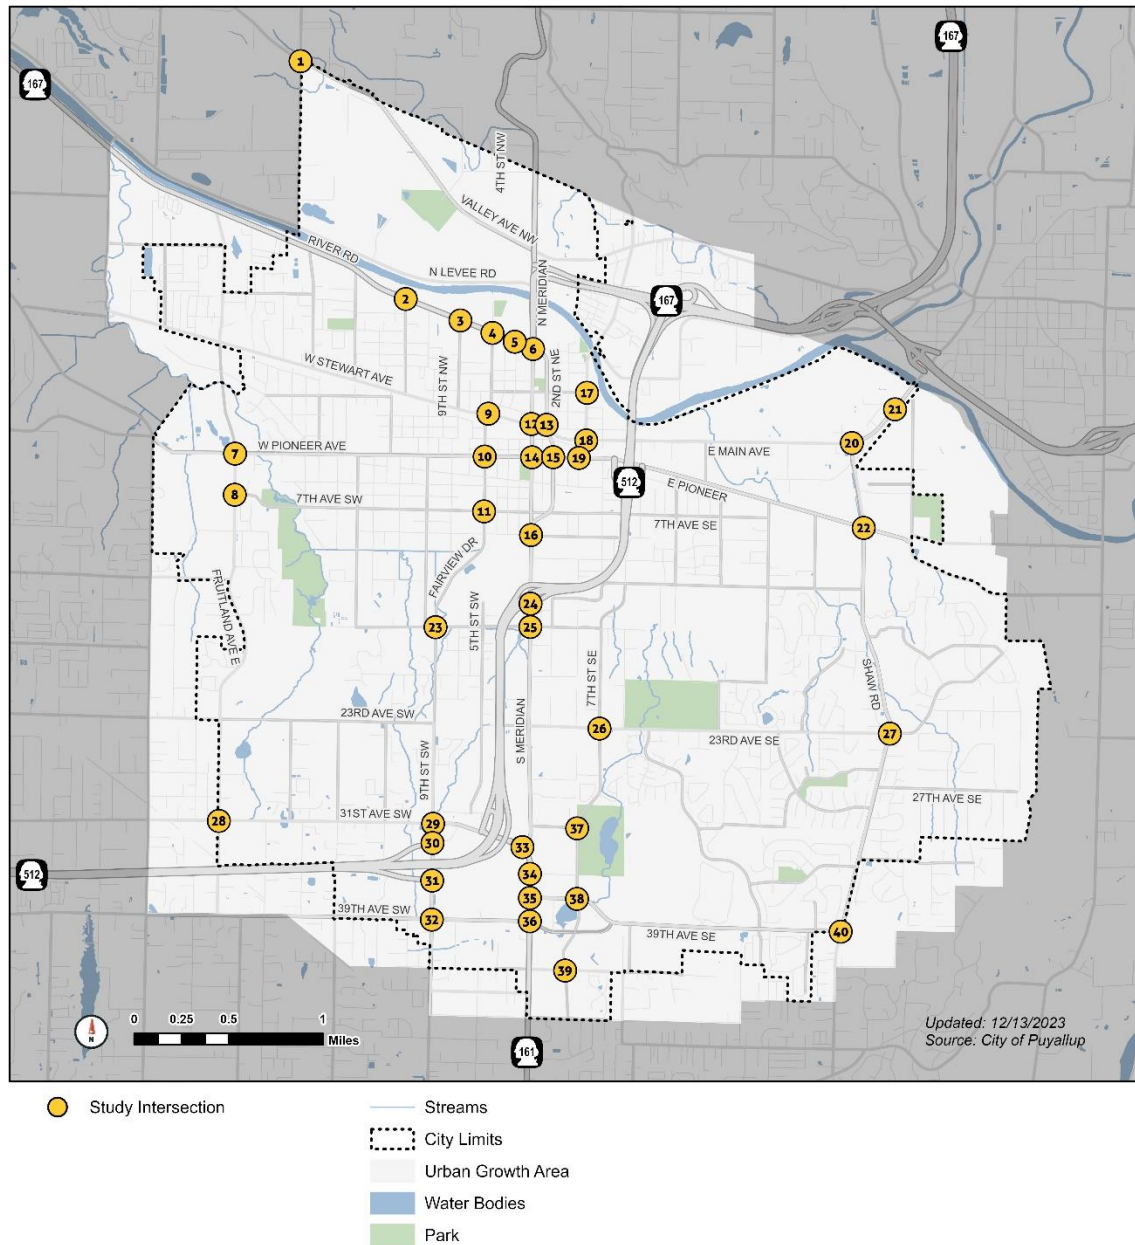 167
1
167
4TH ST NW
VALLEY AVE NW
RIVER RD
N LEVEE RD
N MERIDIAN
167
2
3
4
5
6
W STEWART AVE
9TH ST NW
2ND ST NE
17
9
12
13
21
18
20
W PIONEER AVE
7
10
14
15
19
E MAIN AVE
512
E PIONEER
8
7TH AVE SW
11
7TH AVE SE
22
16
FAIRVIEW DR
FRUITLAND AVE E
5TH ST SW
24
23
25
7TH ST SE
SHAW RD
23RD AVE SW
S MERIDIAN
26
23RD AVE SE
27
9TH ST SW
27TH AVE SE
28
31ST AVE SW
29
30
33
37
512
31
34
35
38
39TH AVE SW
32
36
39TH AVE SE
40
39
0 0.25 0.5 1
Miles
N
161
Updated: 12/13/2023
Source: City of Puyallup
Study Intersection
Streams
City Limits
Urban Growth Area
Water Bodies
Park